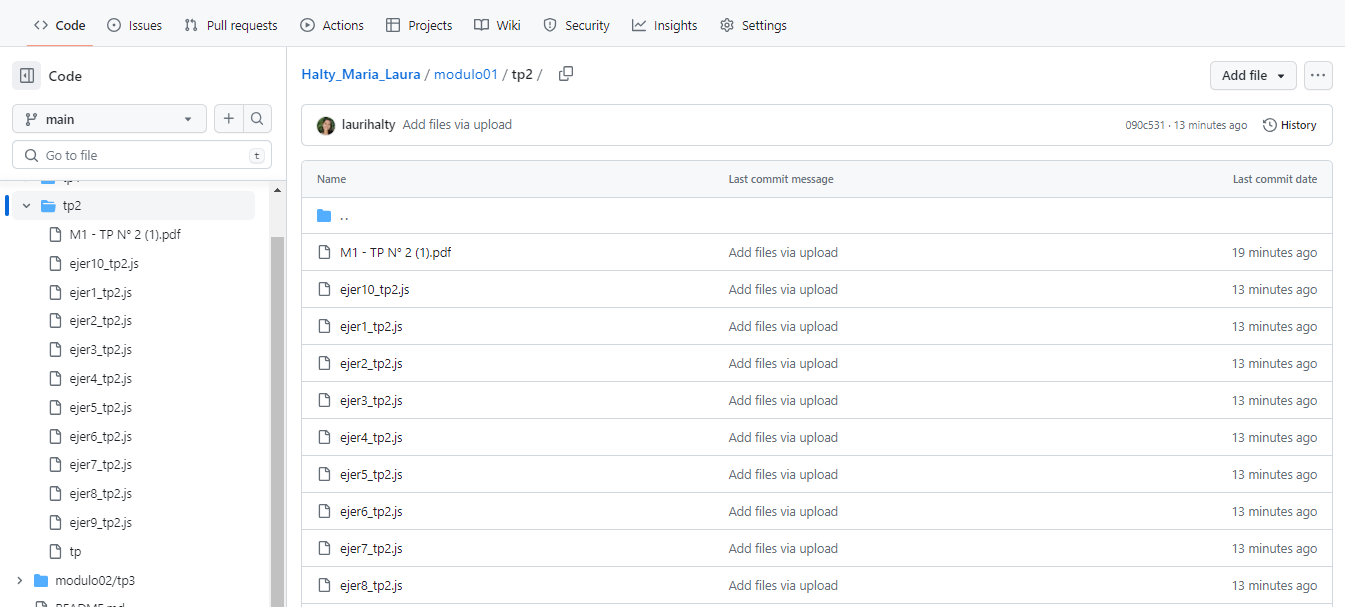 Code Issues Pull requests Actions Projects Wiki Security Insights Settings
Code
main
Go to file t
tp2
M1 - TP N° 2 (1).pdf
ejer10_tp2.js
ejer1_tp2.js
ejer2_tp2.js
ejer3_tp2.js
ejer4_tp2.js
ejer5_tp2.js
ejer6_tp2.js
ejer7_tp2.js
ejer8_tp2.js
ejer9_tp2.js
tp
modulo02/tp3
README.md
Halty_Maria_Laura / modulo01 / tp2 /
Add file
laurihalty Add files via upload 090c531 · 13 minutes ago History
Name Last commit message Last commit date
..
M1 - TP N° 2 (1).pdf Add files via upload 19 minutes ago
ejer10_tp2.js Add files via upload 13 minutes ago
ejer1_tp2.js Add files via upload 13 minutes ago
ejer2_tp2.js Add files via upload 13 minutes ago
ejer3_tp2.js Add files via upload 13 minutes ago
ejer4_tp2.js Add files via upload 13 minutes ago
ejer5_tp2.js Add files via upload 13 minutes ago
ejer6_tp2.js Add files via upload 13 minutes ago
ejer7_tp2.js Add files via upload 13 minutes ago
ejer8_tp2.js Add files via upload 13 minutes ago